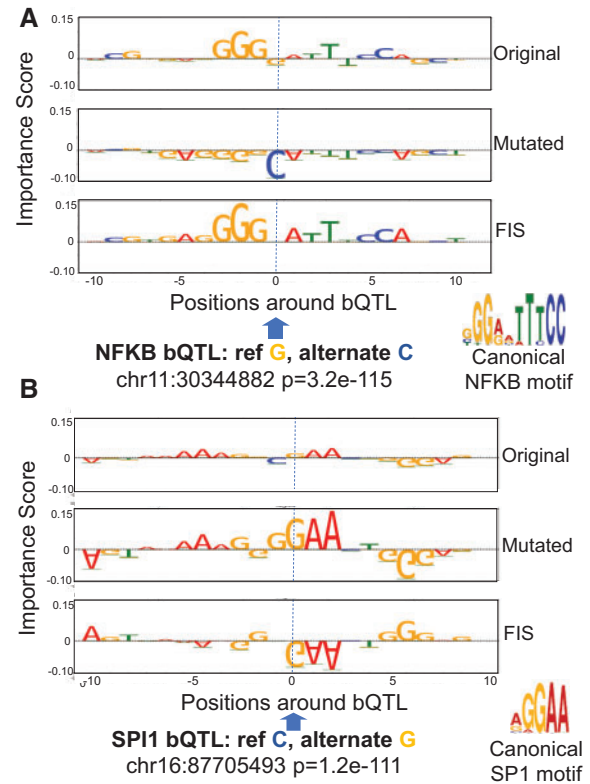 A
0.15
0
-0.10
Original
0.15
0
-0.10
Mutated
0.15
0
-0.10
FIS
Importance Score
-10 -5 0 5 10
Positions around bQTL
NFKB bQTL: ref G, alternate C
chr11:30344882 p=3.2e-115
Canonical
NFKB motif
B
0.15
0
-0.10
Original
0.15
0
-0.10
Mutated
0.15
0
-0.10
FIS
Importance Score
-10 -5 0 5 10
Positions around bQTL
SPI1 bQTL: ref C, alternate G
chr16:87705493 p=1.2e-111
AGGAA
Canonical
SP1 motif